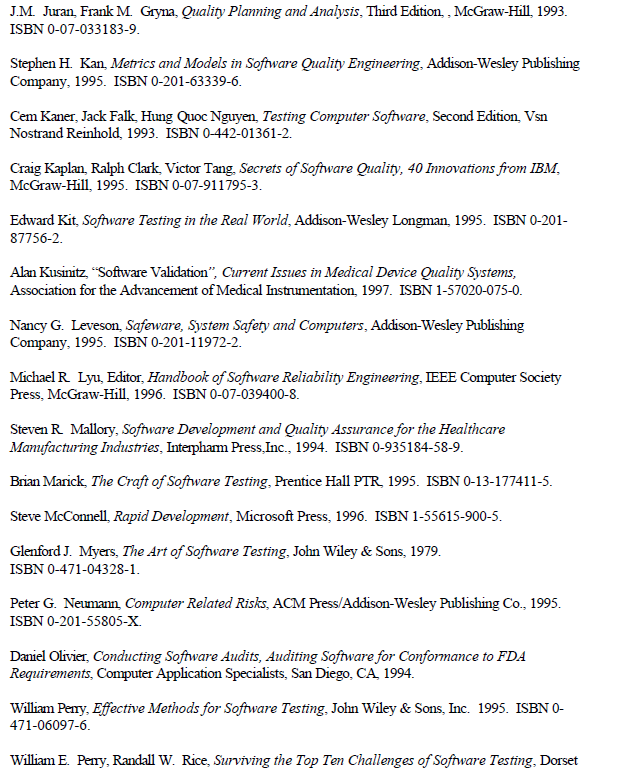 J.M. Juran, Frank M. Gryna, Quality Planning and Analysis, Third Edition, , McGraw-Hill, 1993.
ISBN 0-07-033183-9.
Stephen H. Kan, Metrics and Models in Software Quality Engineering, Addison-Wesley Publishing
Company, 1995. ISBN 0-201-63339-6.
Cem Kaner, Jack Falk, Hung Quoc Nguyen, Testing Computer Software, Second Edition, Vsn
Nostrand Reinhold, 1993. ISBN 0-442-01361-2.
Craig Kaplan, Ralph Clark, Victor Tang, Secrets of Software Quality, 40 Innovations from IBM,
McGraw-Hill, 1995. ISBN 0-07-911795-3.
Edward Kit, Software Testing in the Real World, Addison-Wesley Longman, 1995. ISBN 0-201-
87756-2.
Alan Kusinitz, “Software Validation”, Current Issues in Medical Device Quality Systems,
Association for the Advancement of Medical Instrumentation, 1997. ISBN 1-57020-075-0.
Nancy G. Leveson, Safeware, System Safety and Computers, Addison-Wesley Publishing
Company, 1995. ISBN 0-201-11972-2.
Michael R. Lyu, Editor, Handbook of Software Reliability Engineering, IEEE Computer Society
Press, McGraw-Hill, 1996. ISBN 0-07-039400-8.
Steven R. Mallory, Software Development and Quality Assurance for the Healthcare
Manufacturing Industries, Interpharm Press,Inc., 1994. ISBN 0-935184-58-9.
Brian Marick, The Craft of Software Testing, Prentice Hall PTR, 1995. ISBN 0-13-177411-5.
Steve McConnell, Rapid Development, Microsoft Press, 1996. ISBN 1-55615-900-5.
Glenford J. Myers, The Art of Software Testing, John Wiley & Sons, 1979.
ISBN 0-471-04328-1.
Peter G. Neumann, Computer Related Risks, ACM Press/Addison-Wesley Publishing Co., 1995.
ISBN 0-201-55805-X.
Daniel Olivier, Conducting Software Audits, Auditing Software for Conformance to FDA
Requirements, Computer Application Specialists, San Diego, CA, 1994.
William Perry, Effective Methods for Software Testing, John Wiley & Sons, Inc. 1995. ISBN 0-
471-06097-6.
William E. Perry, Randall W. Rice, Surviving the Top Ten Challenges of Software Testing, Dorset